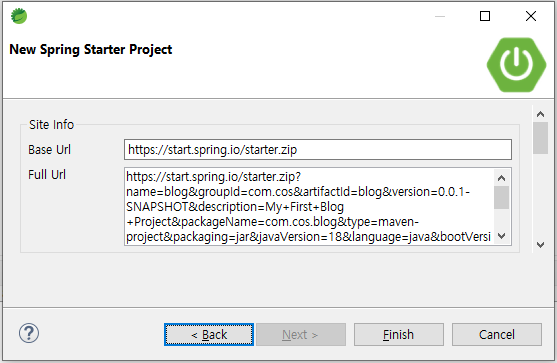 New Spring Starter Project
Site Info
Base Url
https://start.spring.io/starter.zip
Full Url
https://start.spring.io/starter.zip?
name=blog&groupId=com.cos&artifactId=blog&version=0.0.1-
SNAPSHOT&description=My+First+Blog
+Project&packageName=com.cos.blog&type=maven-
project&packaging=jar&javaVersion=18&language=java&bootVersi
?
< Back
Next >
Finish
Cancel